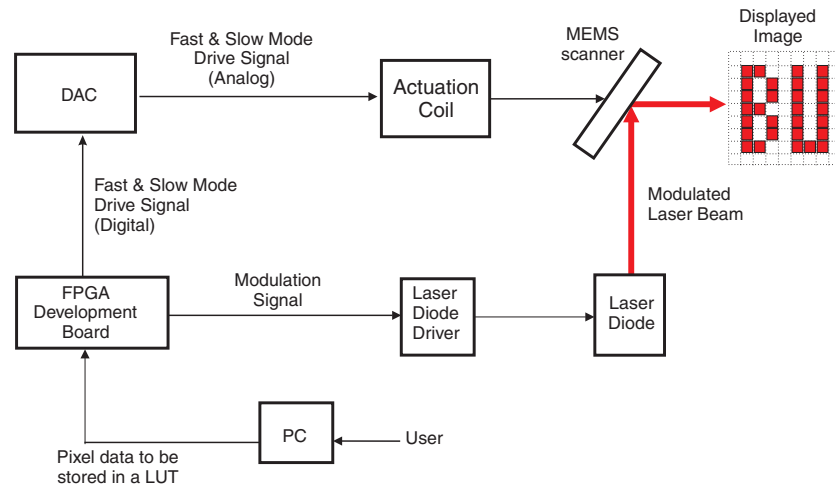 Displayed
Image
MEMS
scanner
Fast & Slow Mode
Drive Signal
(Analog)
DAC
Actuation
Coil
Fast & Slow Mode
Drive Signal
(Digital)
Modulated
Laser Beam
FPGA
Development
Board
Modulation
Signal
Laser
Diode
Driver
Laser
Diode
PC
User
Pixel data to be
stored in a LUT
BU